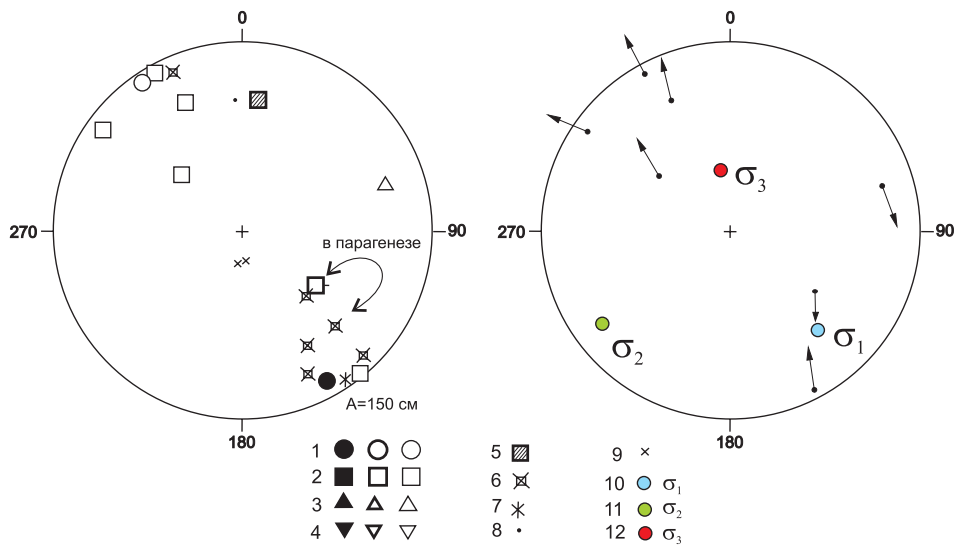 0
0
270
90
270
90
в парагенезе
σ3
σ2
σ1
А=150 см
180
180
1
2
3
4
5
6
7
8
9
10 σ1
11 σ2
12 σ3